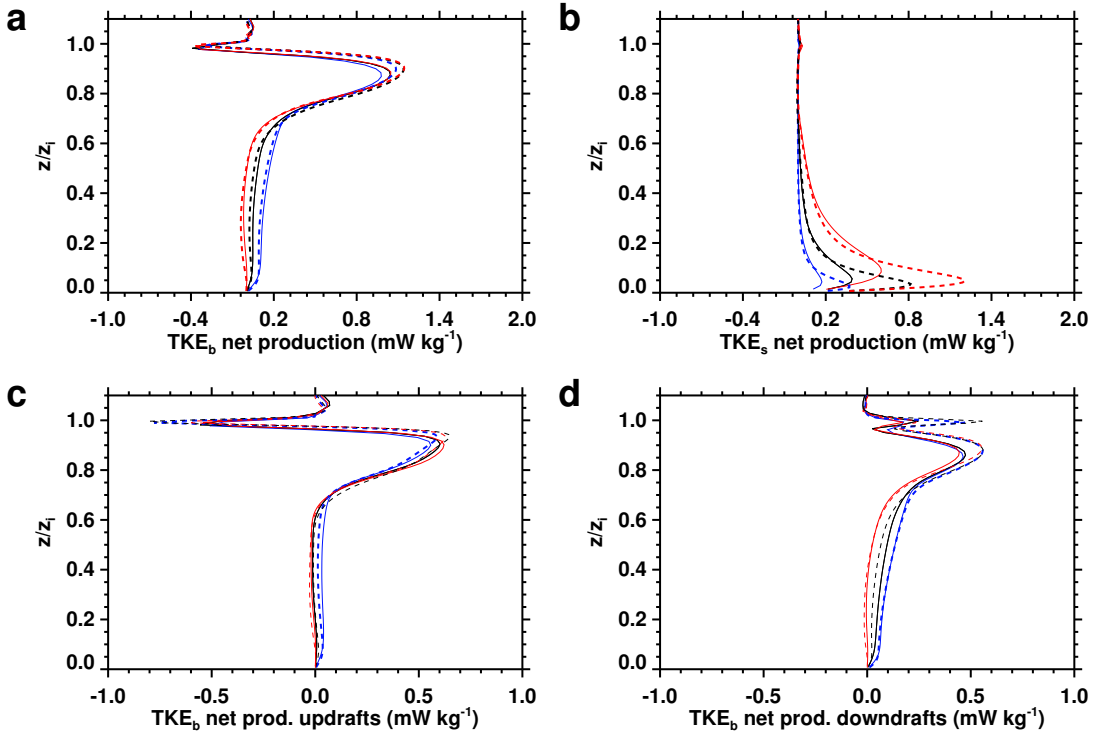 a
1.0
0.8
0.6
0.4
0.2
0.0
z/zi
-1.0 -0.4 0.2 0.8 1.4 2.0
TKEb net production (mW kg-1)
b
1.0
0.8
0.6
0.4
0.2
0.0
z/zi
-1.0 -0.4 0.2 0.8 1.4 2.0
TKEs net production (mW kg-1)
c
1.0
0.8
0.6
0.4
0.2
0.0
z/zi
-1.0 -0.5 0.0 0.5 1.0
TKEb net prod. updrafts (mW kg-1)
d
1.0
0.8
0.6
0.4
0.2
0.0
z/zi
-1.0 -0.5 0.0 0.5 1.0
TKEb net prod. downdrafts (mW kg-1)